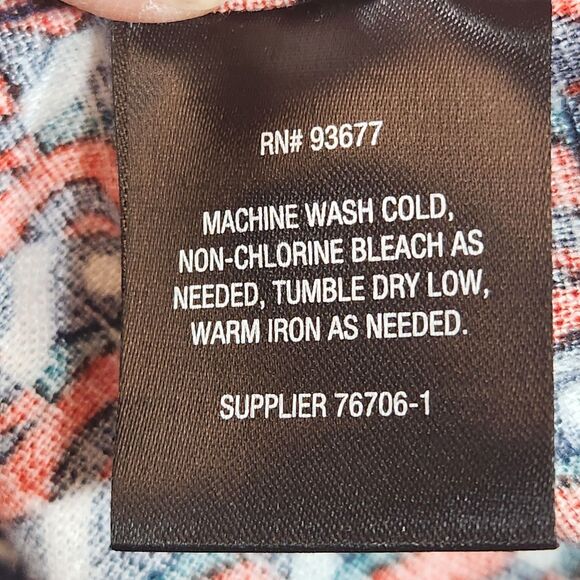 RN# 93677
MACHINE WASH COLD,
NON-CHLORINE BLEACH AS
NEEDED, TUMBLE DRY LOW,
WARM IRON AS NEEDED.
SUPPLIER 76706-1